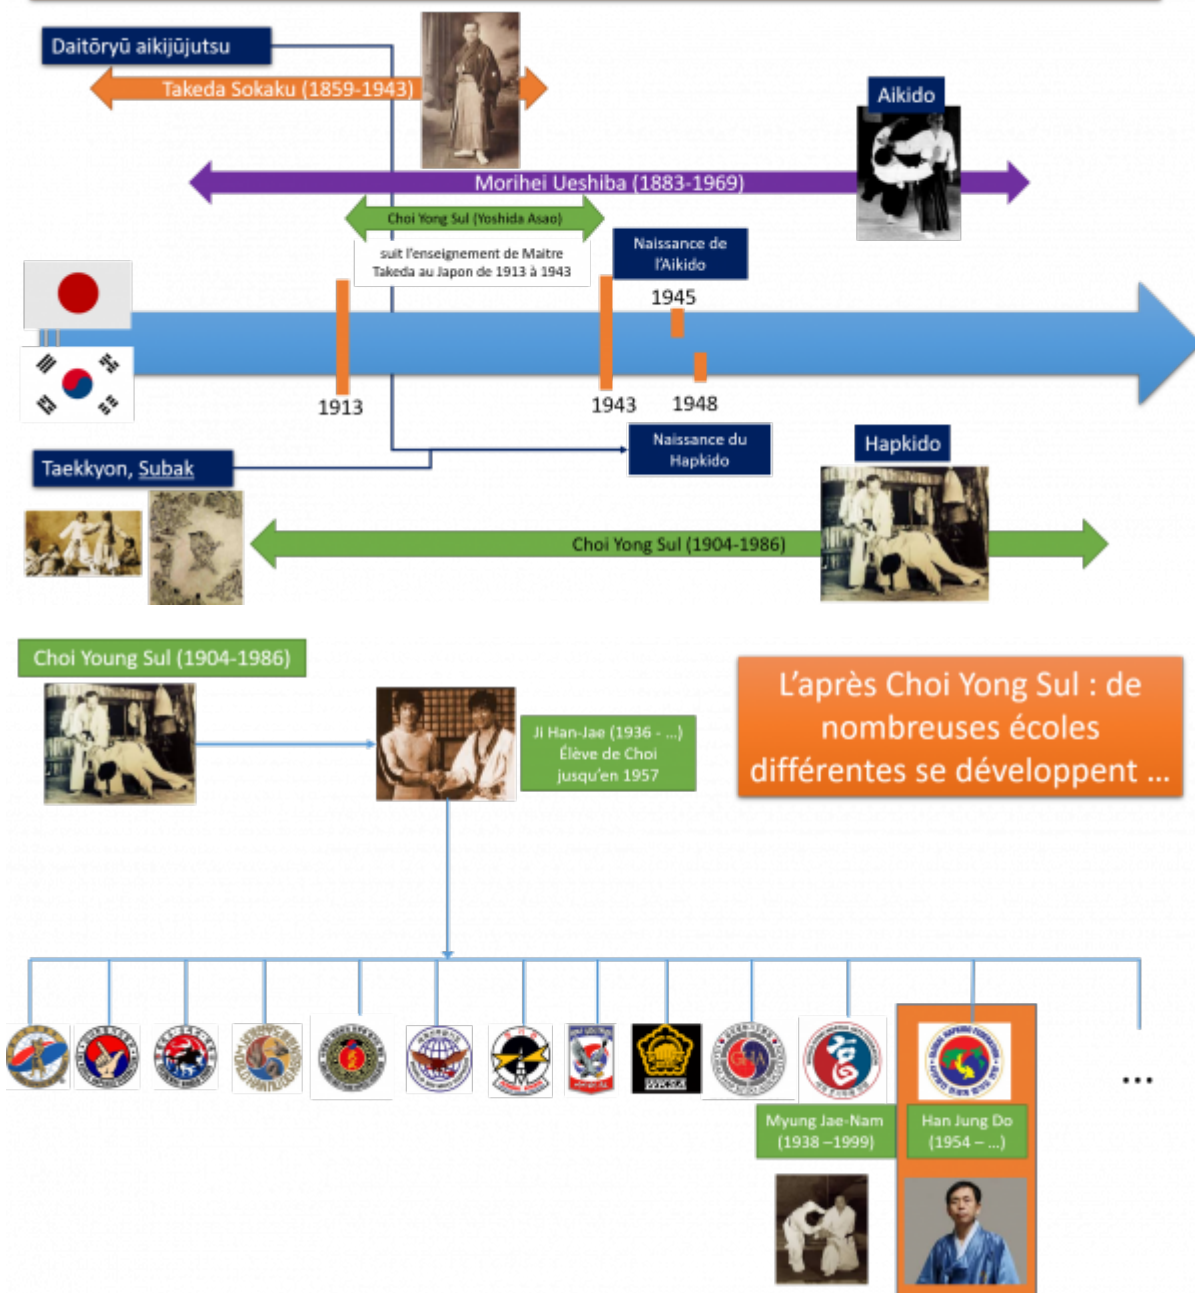 Daitōryū aikijūjutsu
Takeda Sokaku (1859-1943)
Aikido
Morihei Ueshiba (1883-1969)
Choi Yong Sul (Yoshida Asao)
suit l'enseignement de Maitre
Takeda au Japon de 1913 à 1943
Naissance de
l'Aikido
1945
1913
1943
1948
Naissance du
Hapkido
Hapkido
Taekkyon, Subak
Choi Yong Sul (1904-1986)
Choi Young Sul (1904-1986)
Ji Han-Jae (1936 - ...)
Élève de Choi
jusqu'en 1957
L'après Choi Yong Sul : de
nombreuses écoles
différentes se développent ...
GHA
...
Myung Jae-Nam
(1938 –1999)
Han Jung Do
(1954 – ...)